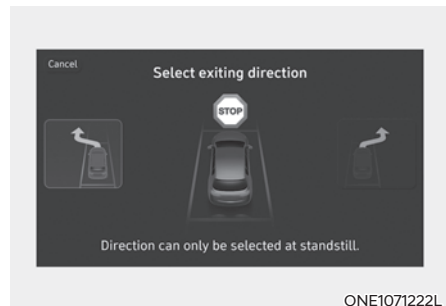 Cancel
Select exiting direction
STOP
Direction can only be selected at standstill.
ONE1071222L